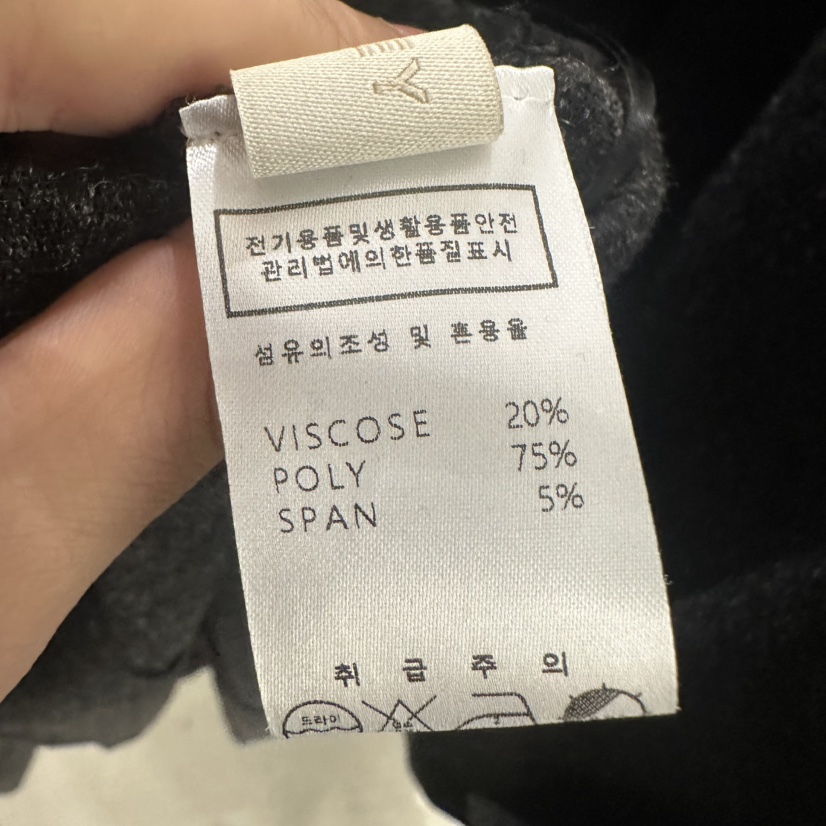 전기용품및생활용품안전
관리법에의한품질표시
섬유의조성 및 혼용율
VISCOSE 20%
POLY 75%
SPAN 5%
취 급 주 의
드라이